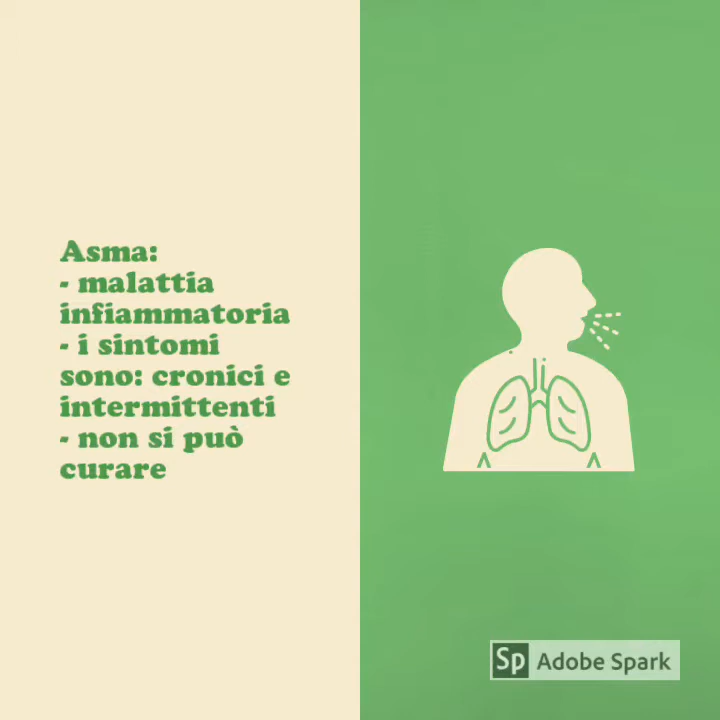 Asma:
- malattia
infiammatoria
- i sintomi
sono: cronici e
intermittenti
- non si può
curare
Sp Adobe Spark